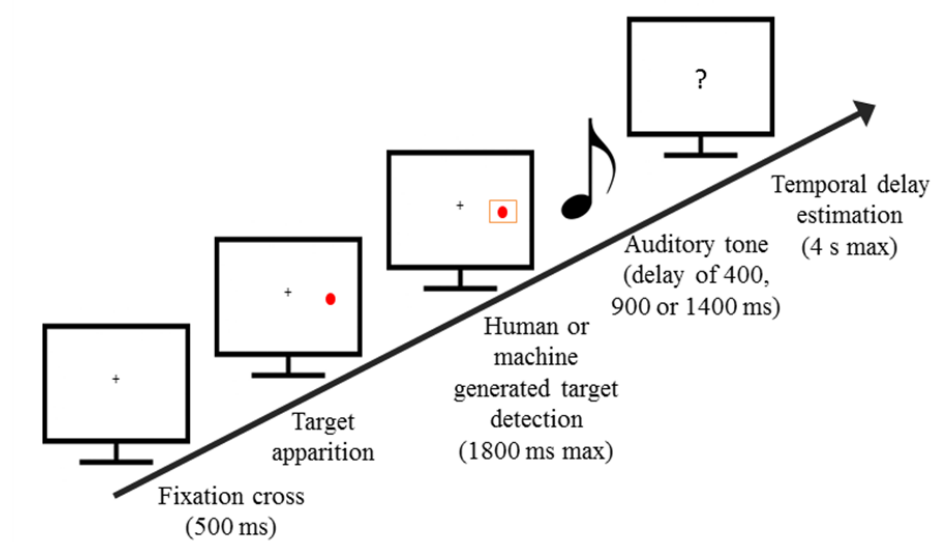 +
Fixation cross
(500 ms)
+
Target
apparition
+
Human or
machine
generated target
detection
(1800 ms max)
Auditory tone
(delay of 400,
900 or 1400 ms)
?
Temporal delay
estimation
(4 s max)